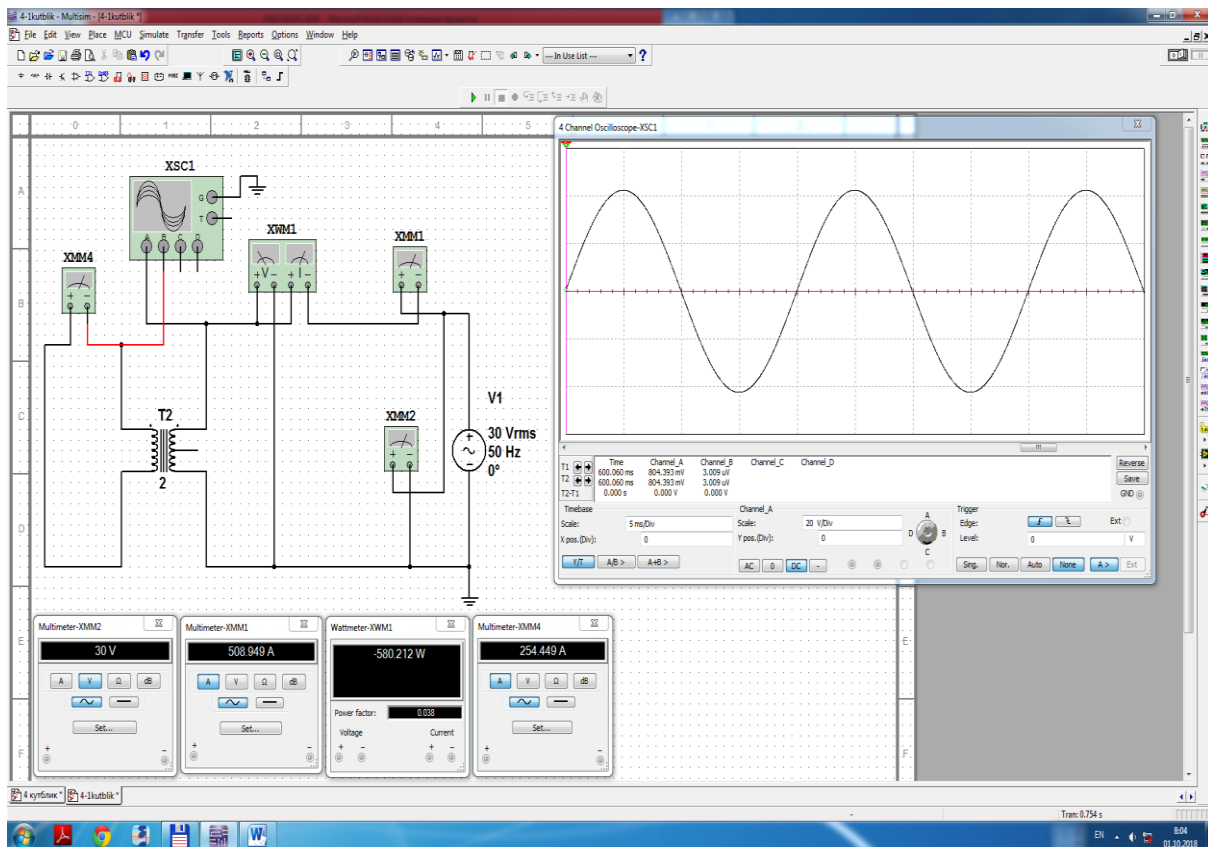 4-1kutblik - Multisim - [4-1kutblik *]
File Edit View Place MCU Simulate Transfer Tools Reports Options Window Help
--- In Use List ---
0 1 2 3 4 5
A
B
C
D
E
F
XSC1
G
T
A B C D
XWM1
+V- +I-
XMM1
+ -
XMM4
+ -
T2
2
XMM2
+ -
V1
30 Vrms
50 Hz
0°
4 Channel Oscilloscope-XSC1
Time Channel_A Channel_B Channel_C Channel_D
T1 600.060 ms 804.393 mV 3.009 uV
T2 600.060 ms 804.393 mV 3.009 uV
T2-T1 0.000 s 0.000 V 0.000 V
Reverse
Save
GND
Timebase
Scale: 5 ms/Div
X pos.(Div): 0
Y/T A/B > A+B >
Channel_A
Scale: 20 V/Div
Y pos.(Div): 0
AC 0 DC -
A
B
C
D
Trigger
Edge: Ext
Level: 0 V
Sing. Nor. Auto None A > Ext
Multimeter-XMM2
30 V
A V Ω dB
Set...
+ -
Multimeter-XMM1
508.949 A
A V Ω dB
Set...
+ -
Wattmeter-XWM1
-580.212 W
Power factor: 0.038
Voltage Current
+ - + -
Multimeter-XMM4
254.449 A
A V Ω dB
Set...
+ -
E
F
4 кутблик * 4-1kutblik *
Tran: 0.754 s
EN
8:04
01.10.2018